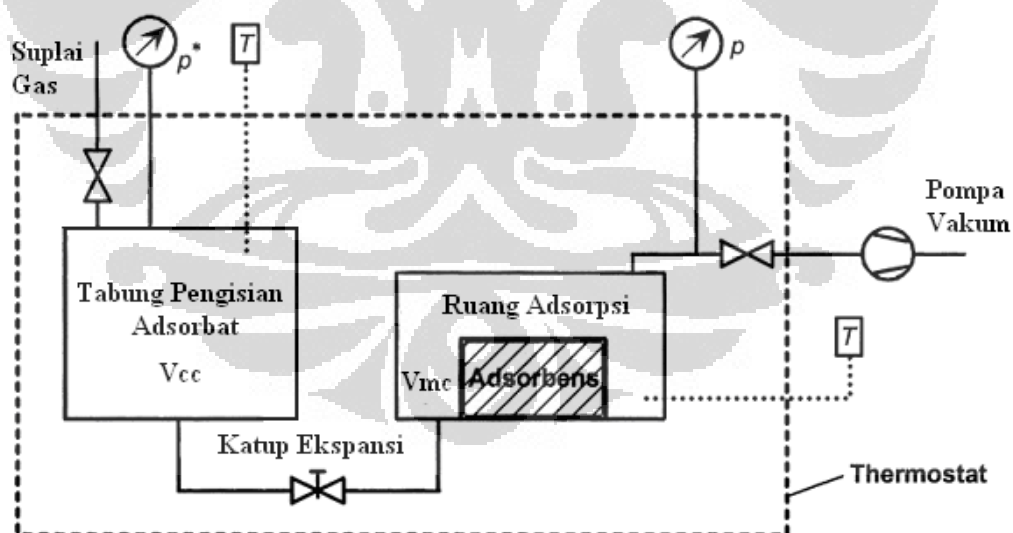 Suplai
Gas
p*
T
p
Pompa
Vakum
Tabung Pengisian
Adsorbat
Vcc
Ruang Adsorpsi
Vmc
Adsorbens
T
Katup Ekspansi
Thermostat